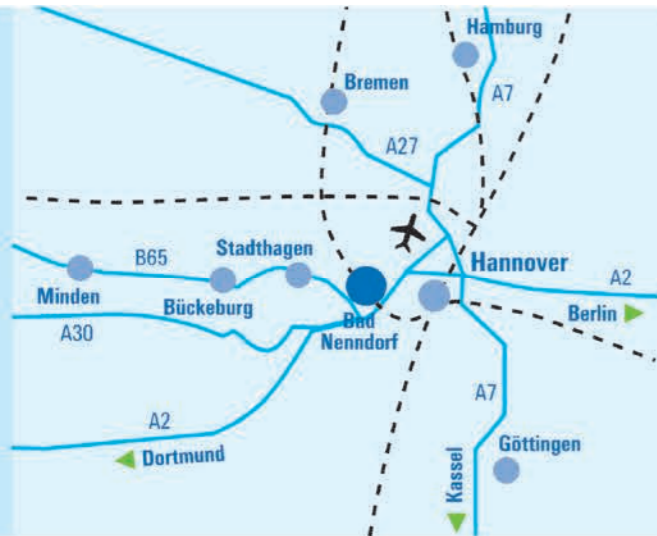 Hamburg
Bremen
A7
A27
Stadthagen
B65
Hannover
Minden
Bückeburg
A2
Bad
Nenndorf
Berlin
A30
A7
A2
Göttingen
Dortmund
Kassel